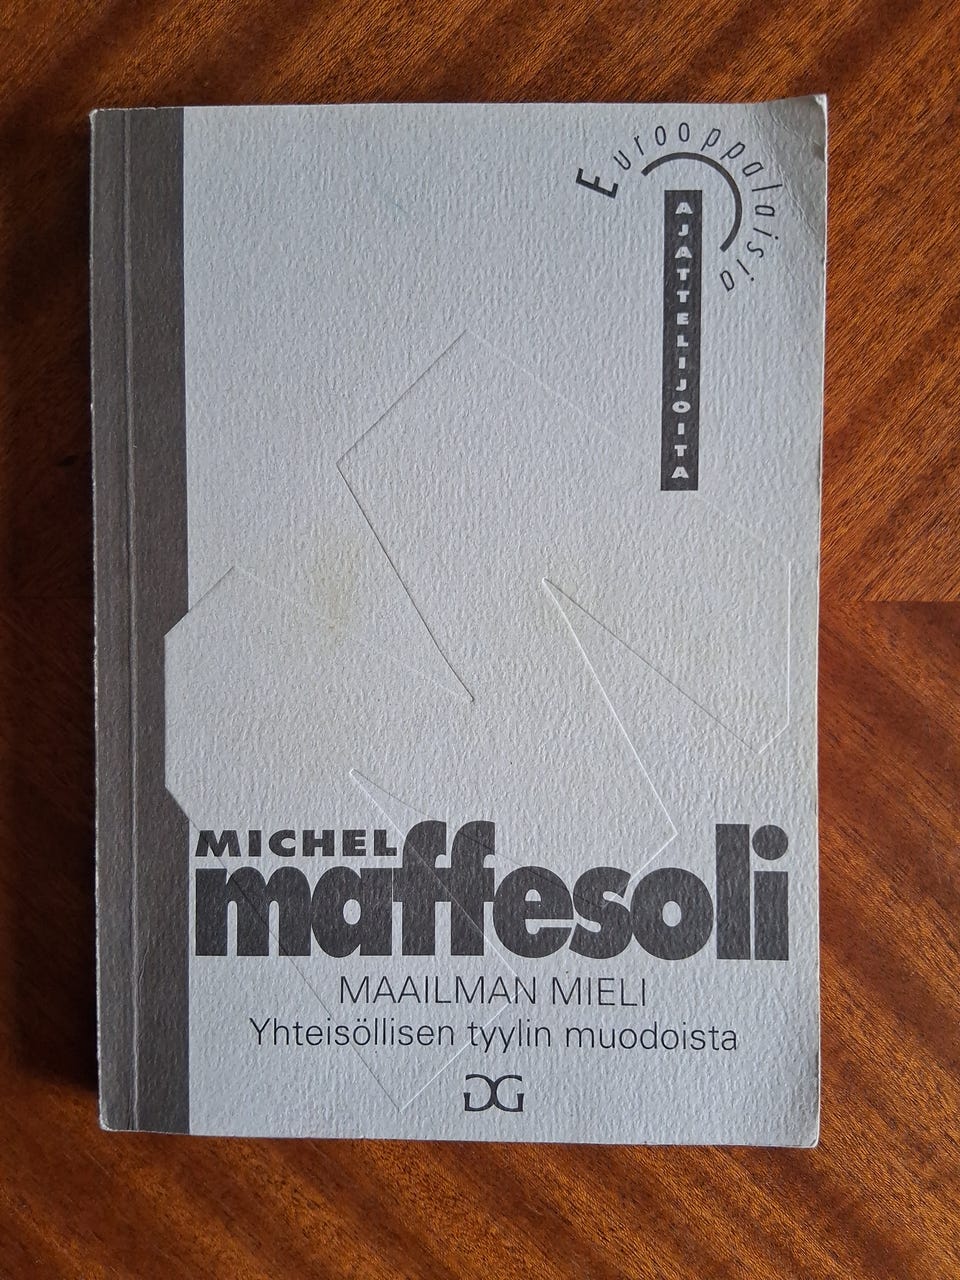 Eurooppalaisia
AJATTELIJOITA
MICHEL
maffesoli
MAAILMAN MIELI
Yhteisöllisen tyylin muodoista
GG